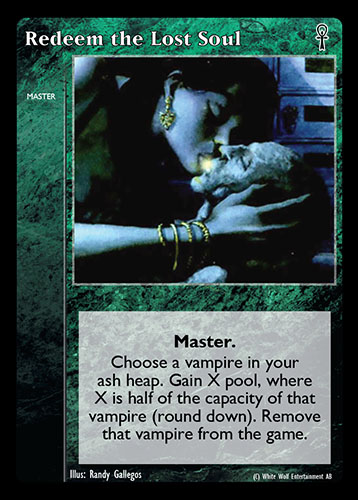 Redeem the Lost Soul
MASTER
Master.
Choose a vampire in your
ash heap. Gain X pool, where
X is half of the capacity of that
vampire (round down). Remove
that vampire from the game.
Illus: Randy Gallegos
(C) White Wolf Entertainment AB